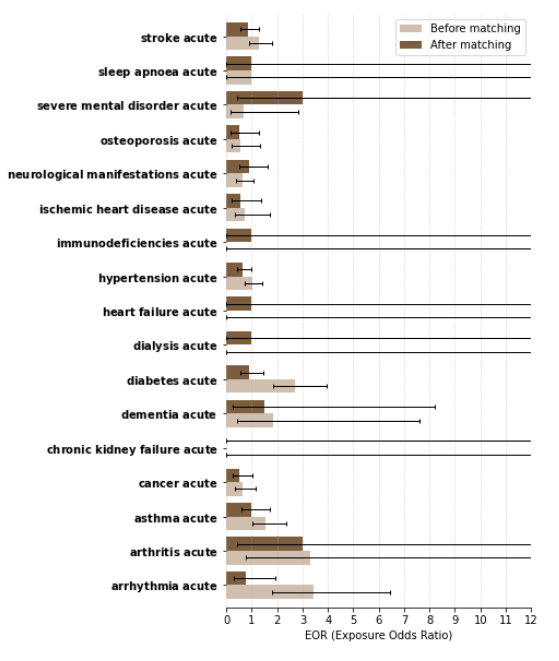 Before matching
After matching
stroke acute
sleep apnoea acute
severe mental disorder acute
osteoporosis acute
neurological manifestations acute
ischemic heart disease acute
immunodeficiencies acute
hypertension acute
heart failure acute
dialysis acute
diabetes acute
dementia acute
chronic kidney failure acute
cancer acute
asthma acute
arthritis acute
arrhythmia acute
0 1 2 3 4 5 6 7 8 9 10 11 12
EOR (Exposure Odds Ratio)